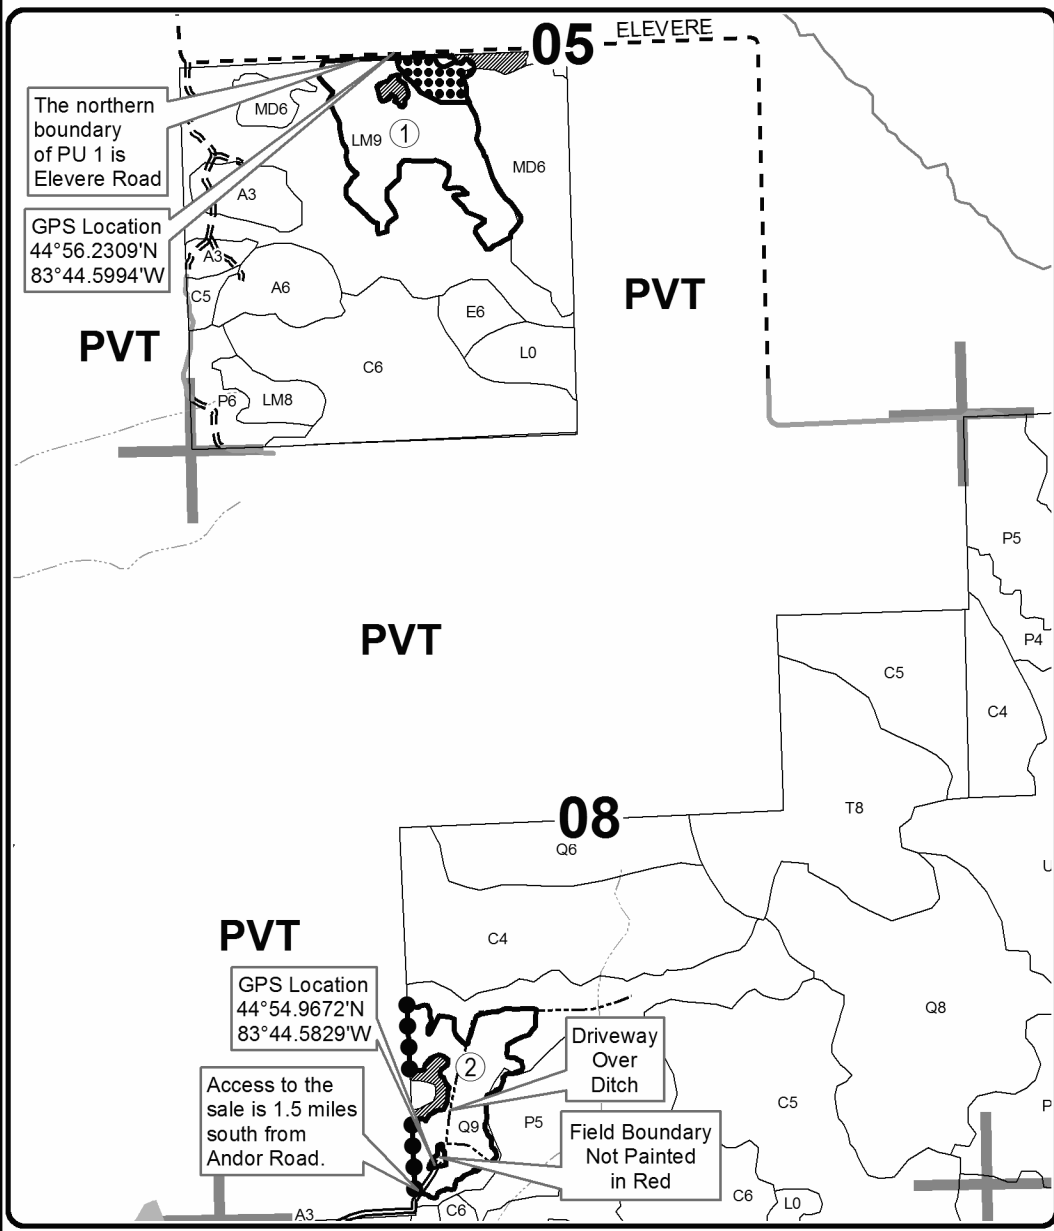 ELEVERE
05
MD6
The northern
boundary
of PU 1 is
Elevere Road
LM9
1
MD6
A3
GPS Location
44°56.2309'N
83°44.5994'W
A3
C5
A6
PVT
PVT
E6
L0
C6
P6
LM8
P5
PVT
P4
C5
C4
T8
08
Q6
U
PVT
C4
GPS Location
44°54.9672'N
83°44.5829'W
Q8
Driveway
Over
Ditch
2
Access to the
sale is 1.5 miles
south from
Andor Road.
C5
P
Q9
P5
Field Boundary
Not Painted
in Red
C6
L0
A3
C6